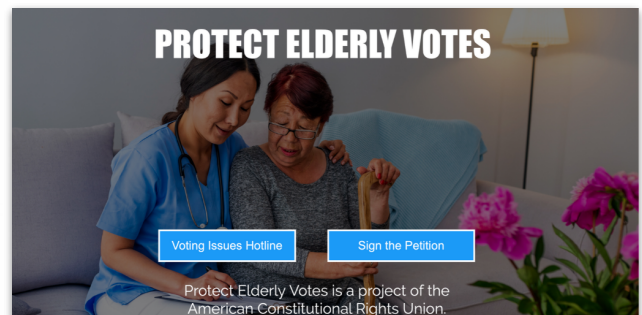 PROTECT ELDERLY VOTES
Voting Issues Hotline
Sign the Petition
Protect Elderly Votes is a project of the
American Constitutional Rights Union.